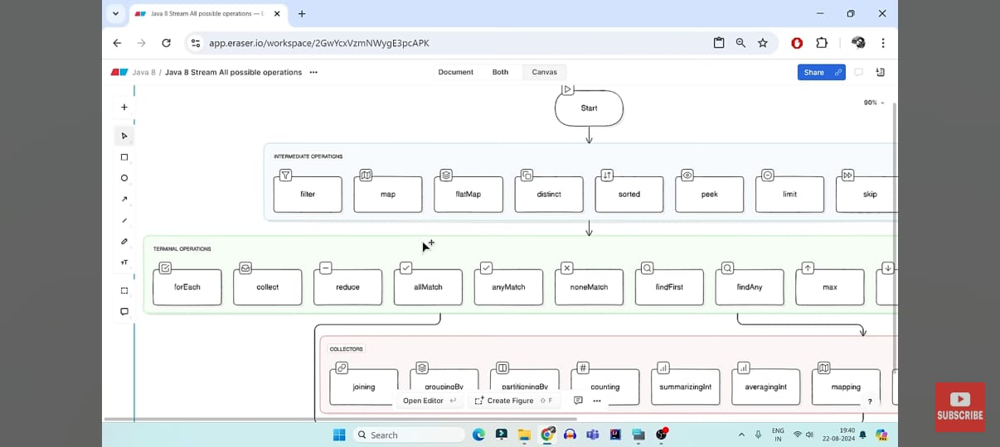 Java 8 Stream All possible operations — E
app.eraser.io/workspace/2GwYcxVzmNWygE3pcAPK
Java 8 / Java 8 Stream All possible operations
Document Both Canvas
Share
90%
Start
INTERMEDIATE OPERATIONS
filter map flatMap distinct sorted peek limit skip
TERMINAL OPERATIONS
forEach collect reduce allMatch anyMatch noneMatch findFirst findAny max
COLLECTORS
joining groupingBy partitioningBy counting summarizingInt averagingInt mapping
Open Editor Create Figure ⇧ F ?
Search
ENG
IN
19:40
22-08-2024
SUBSCRIBE